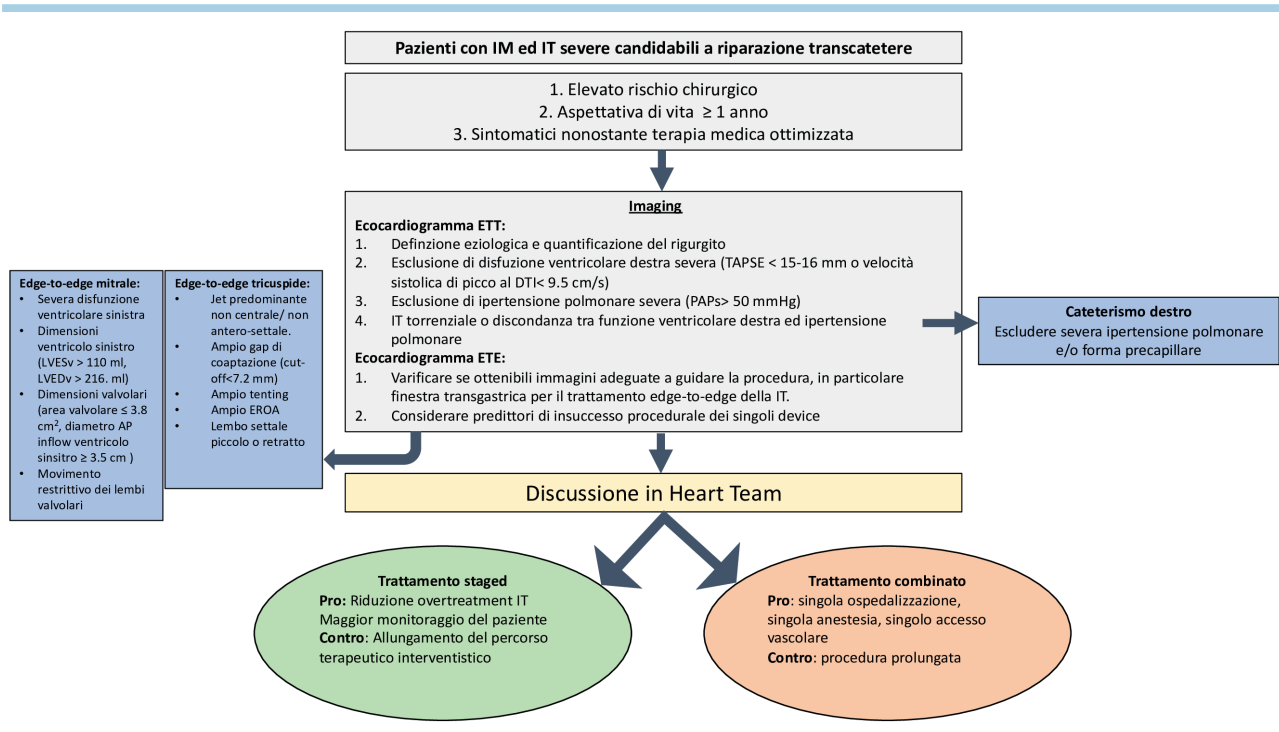 Pazienti con IM ed IT severe candidabili a riparazione transcatetere
1. Elevato rischio chirurgico
2. Aspettativa di vita ≥ 1 anno
3. Sintomatici nonostante terapia medica ottimizzata
Imaging
Ecocardiogramma ETT:
1. Definzione eziologica e quantificazione del rigurgito
2. Esclusione di disfuzione ventricolare destra severa (TAPSE < 15-16 mm o velocità
sistolica di picco al DTI< 9.5 cm/s)
3. Esclusione di ipertensione polmonare severa (PAPs> 50 mmHg)
4. IT torrenziale o discondanza tra funzione ventricolare destra ed ipertensione
polmonare
Ecocardiogramma ETE:
1. Varificare se ottenibili immagini adeguate a guidare la procedura, in particolare
finestra transgastrica per il trattamento edge-to-edge della IT.
2. Considerare predittori di insuccesso procedurale dei singoli device
Edge-to-edge mitrale:
• Severa disfunzione
ventricolare sinistra
• Dimensioni
ventricolo sinistro
(LVESv > 110 ml,
LVEDv > 216. ml)
• Dimensioni valvolari
(area valvolare ≤ 3.8
cm², diametro AP
inflow ventricolo
sinsitro ≥ 3.5 cm )
• Movimento
restrittivo dei lembi
valvolari
Edge-to-edge tricuspide:
• Jet predominante
non centrale/ non
antero-settale.
• Ampio gap di
coaptazione (cut-
off<7.2 mm)
• Ampio tenting
• Ampio EROA
• Lembo settale
piccolo o retratto
Cateterismo destro
Escludere severa ipertensione polmonare
e/o forma precapillare
Discussione in Heart Team
Trattamento staged
Pro: Riduzione overtreatment IT
Maggior monitoraggio del paziente
Contro: Allungamento del percorso
terapeutico interventistico
Trattamento combinato
Pro: singola ospedalizzazione,
singola anestesia, singolo accesso
vascolare
Contro: procedura prolungata